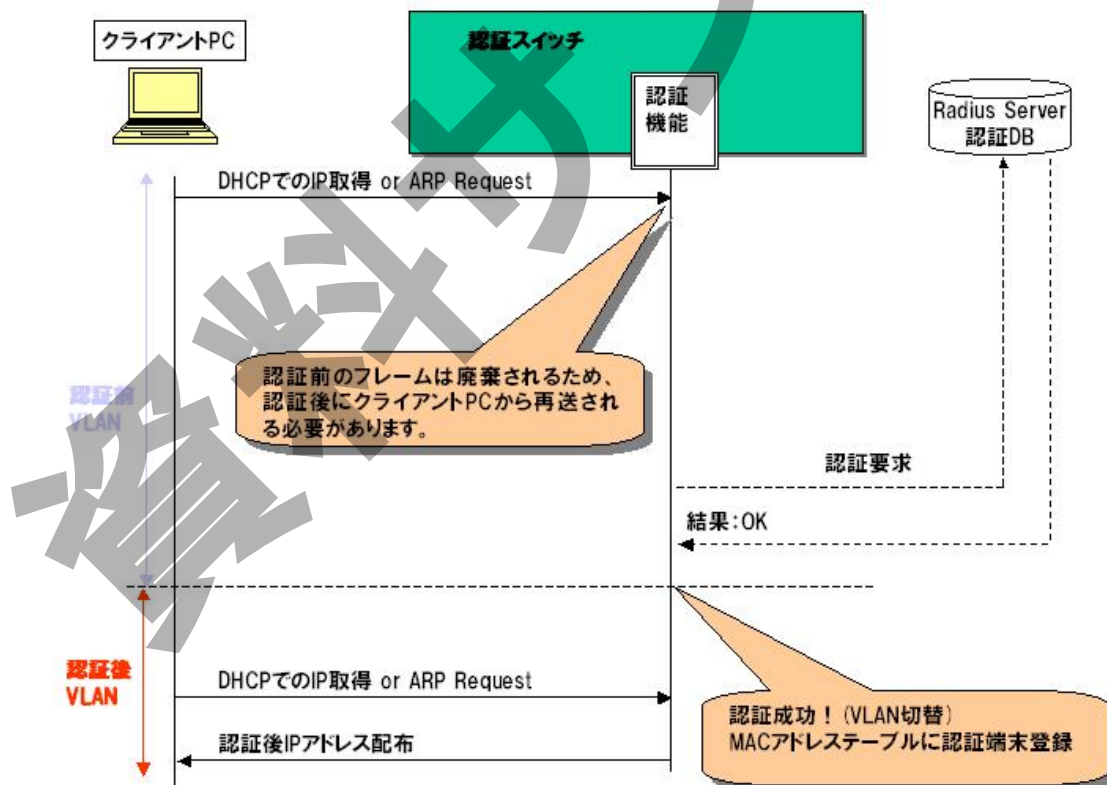 クライアントPC
認証スイッチ
認証
機能
Radius Server
認証DB
DHCPでのIP取得 or ARP Request
認証前のフレームは廃棄されるため、
認証後にクライアントPCから再送され
る必要があります。
認証前
VLAN
認証要求
結果:OK
認証後
VLAN
DHCPでのIP取得 or ARP Request
認証後IPアドレス配布
認証成功!(VLAN切替)
MACアドレステーブルに認証端末登録
資料サ